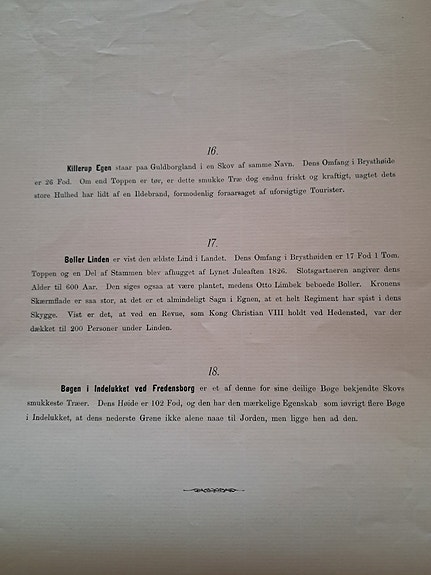 16.
Killerup Egen staar paa Guldborgland i en Skov af samme Navn. Dens Omfang i Brysthøide
er 26 Fod. Om end Toppen er tør, er dette smukke Træ dog endnu friskt og kraftigt, uagtet dets
store Hulhed har lidt af en Ildebrand, formodenlig foraarsaget af uforsigtige Tourister.
17.
Boller Linden er vist den ældste Lind i Landet. Dens Omfang i Brysthøiden er 17 Fod 1 Tom.
Toppen og en Del af Stammen blev afhugget af Lynet Juleaften 1826. Slotsgartneren angiver dens
Alder til 600 Aar. Den siges ogsaa at være plantet, medens Otto Limbek beboede Boller. Kronens
Skærmflade er saa stor, at det er et almindeligt Sagn i Egnen, at et helt Regiment har spist i dens
Skygge. Vist er det, at ved en Revue, som Kong Christian VIII holdt ved Hedensted, var der
dækket til 200 Personer under Linden.
18.
Bøgen i Indelukket ved Fredensborg er et af denne for sine deilige Bøge bekjendte Skovs
smukkeste Træer. Dens Høide er 102 Fod, og den har den mærkelige Egenskab som iøvrigt flere Bøge
i Indelukket, at dens nederste Grene ikke alene naae til Jorden, men ligge hen ad den.